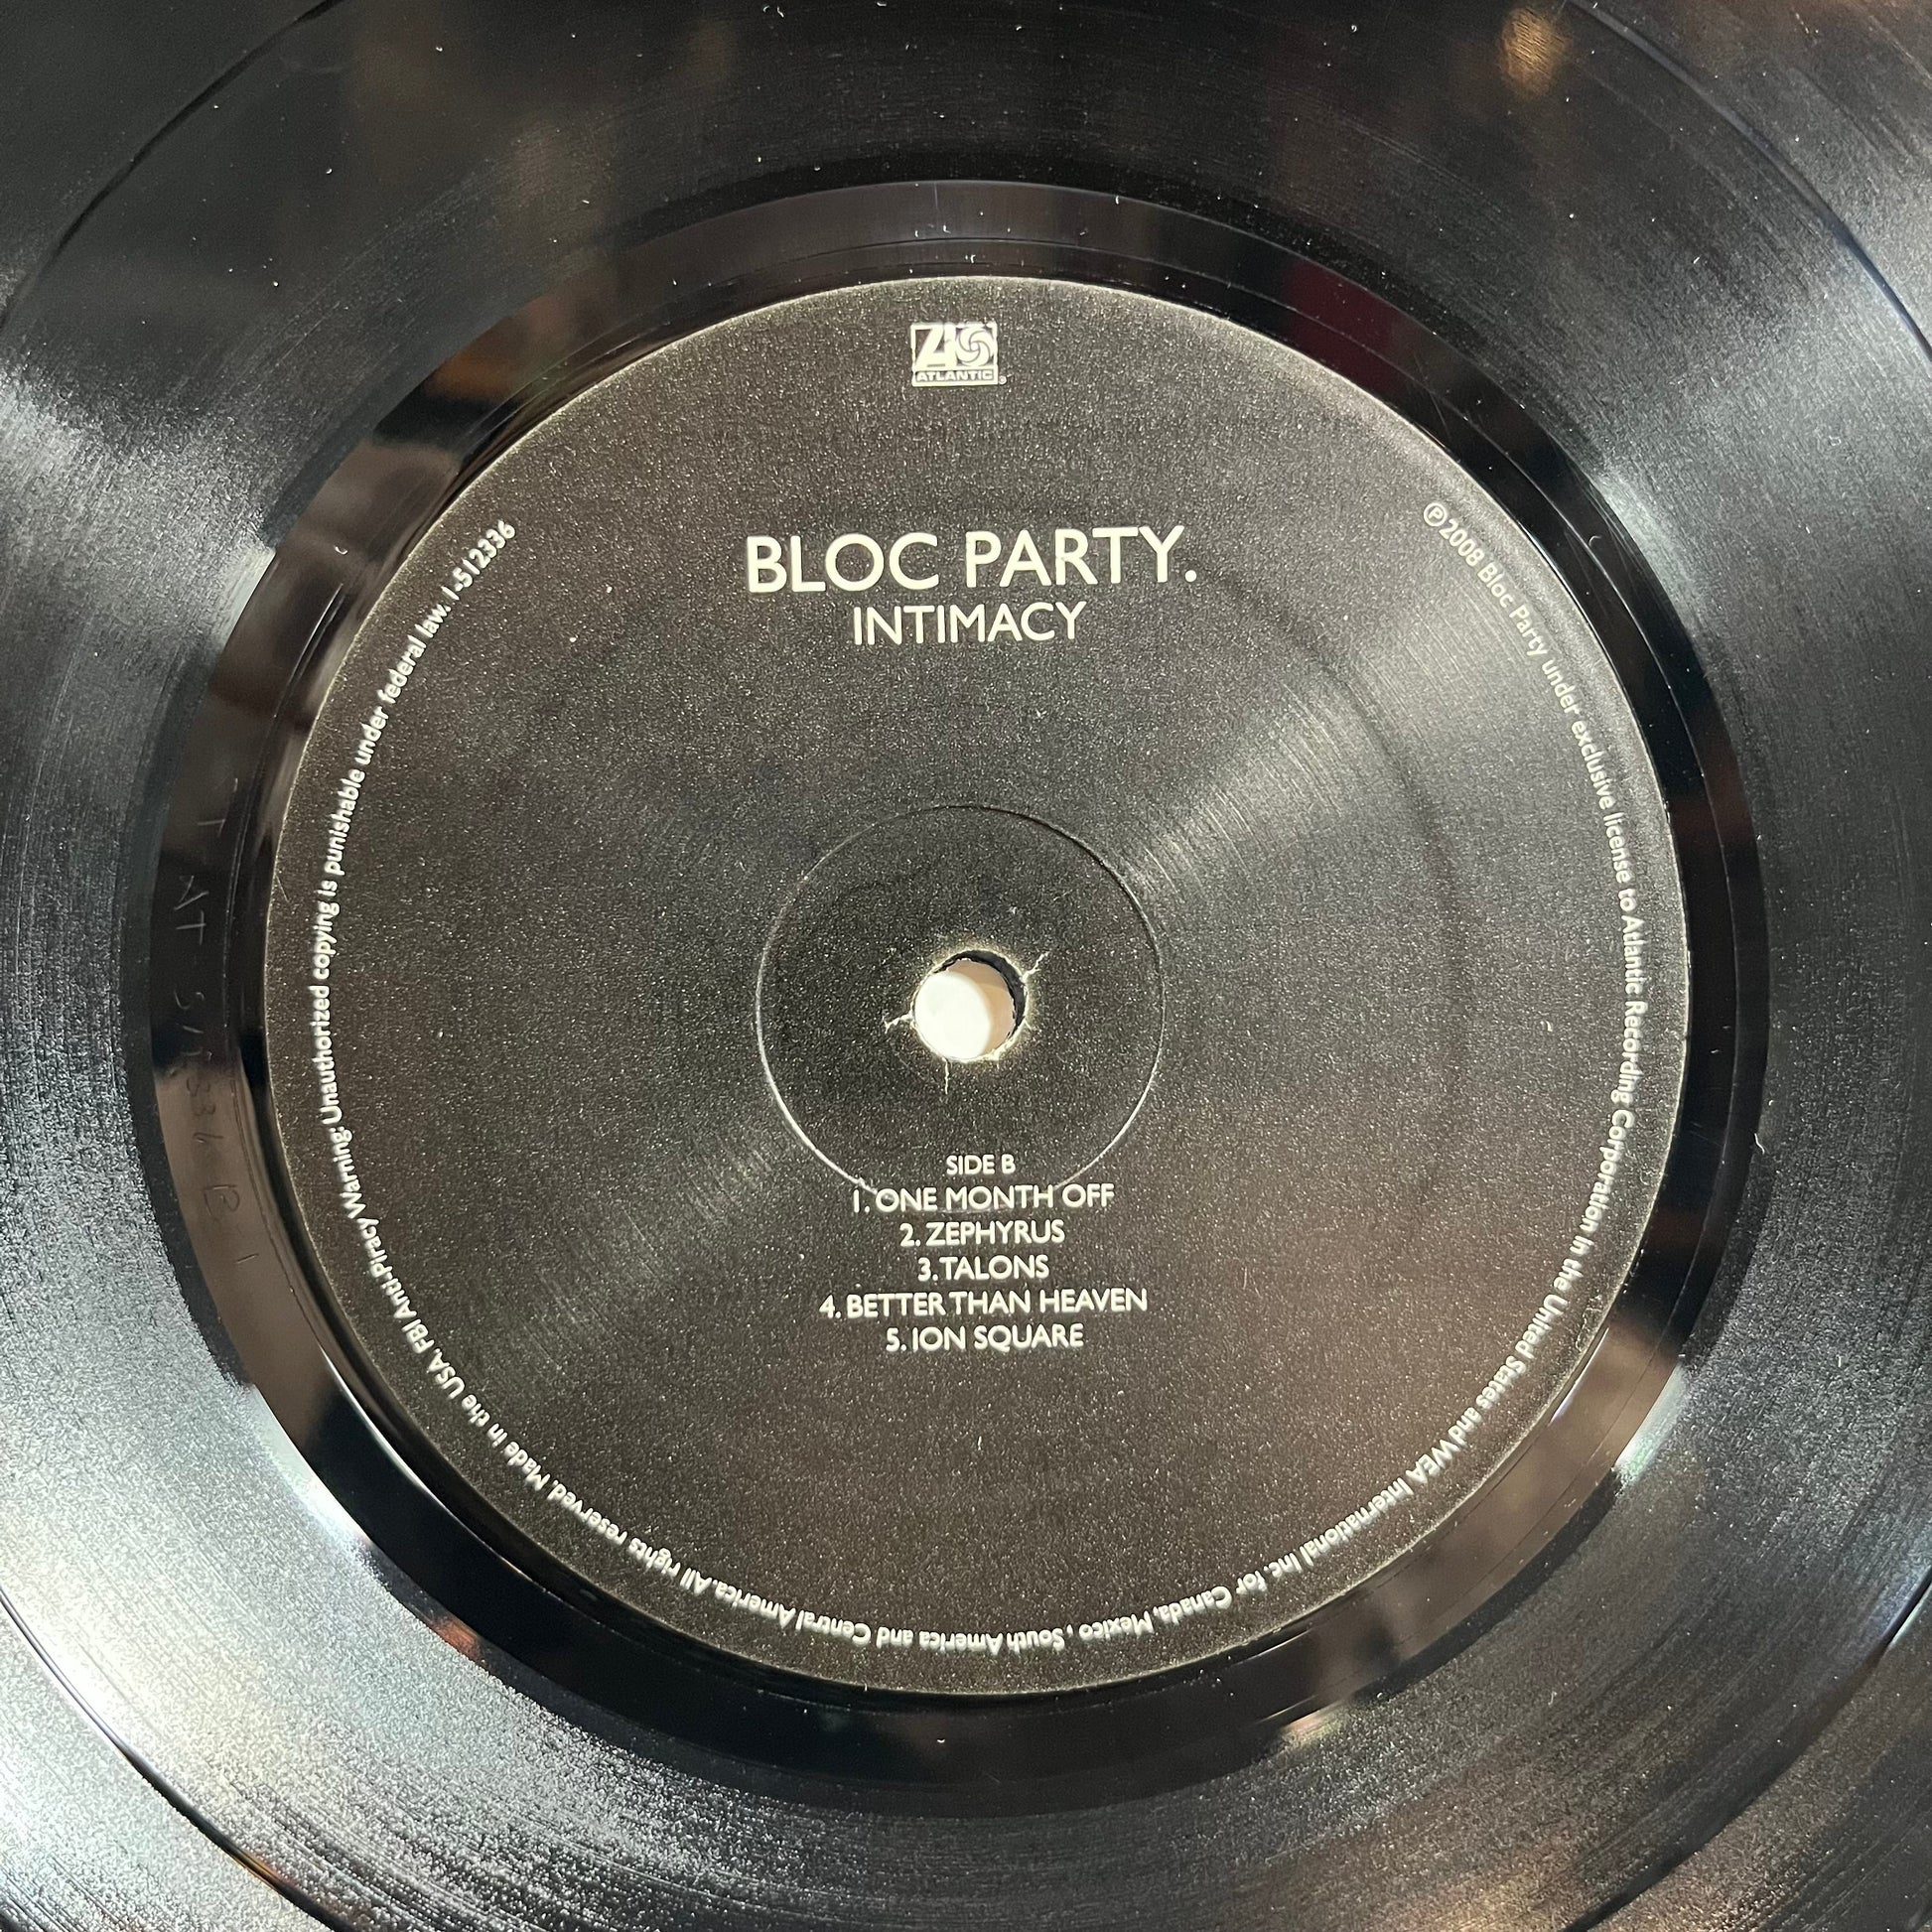 ATLANTIC
BLOC PARTY.
INTIMACY
SIDE B
1. ONE MONTH OFF
2. ZEPHYRUS
3. TALONS
4. BETTER THAN HEAVEN
5. ION SQUARE
℗2008 Bloc Party under exclusive license to Atlantic Recording Corporation in the United States and WEA International Inc. for Canada, Mexico, South America and Central America. All rights reserved. Made in the USA. FBI Anti-Piracy Warning: Unauthorized copying is punishable under federal law. 1-512336